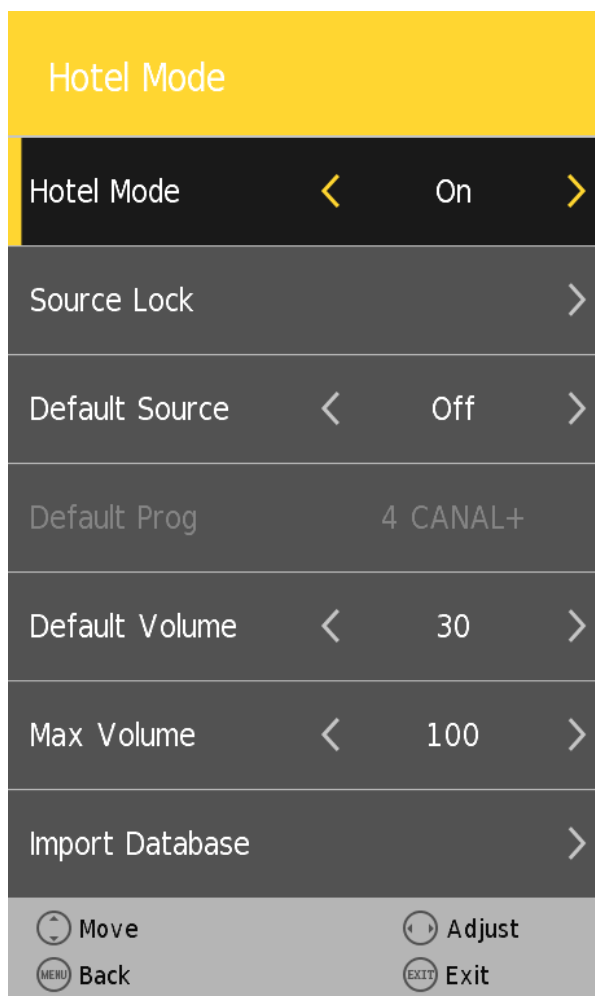 Hotel Mode
Hotel Mode < On >
Source Lock >
Default Source < Off >
Default Prog 4 CANAL+
Default Volume < 30 >
Max Volume < 100 >
Import Database >
Move Adjust
MENU Back EXIT Exit